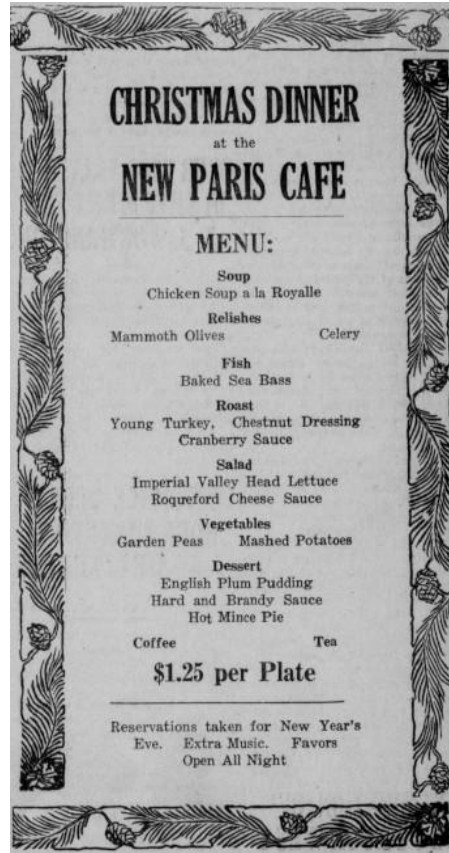 CHRISTMAS DINNER
at the
NEW PARIS CAFE
MENU:
Soup
Chicken Soup a la Royalle
Relishes
Mammoth Olives Celery
Fish
Baked Sea Bass
Roast
Young Turkey, Chestnut Dressing
Cranberry Sauce
Salad
Imperial Valley Head Lettuce
Roqueford Cheese Sauce
Vegetables
Garden Peas Mashed Potatoes
Dessert
English Plum Pudding
Hard and Brandy Sauce
Hot Mince Pie
Coffee Tea
$1.25 per Plate
Reservations taken for New Year's
Eve. Extra Music. Favors
Open All Night